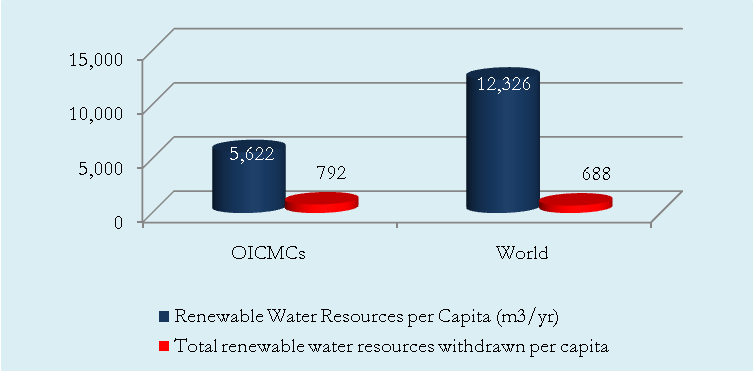 15,000
10,000
5,000
0
5,622
792
12,326
688
OICMCs
World
Renewable Water Resources per Capita (m3/yr)
Total renewable water resources withdrawn per capita